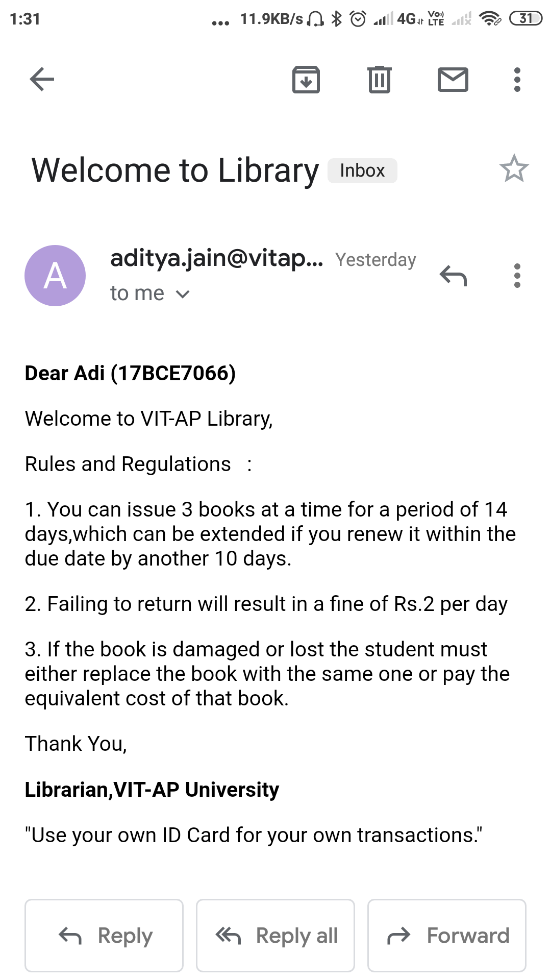 1:31 ... 11.9KB/s 4G VoLTE 31
Welcome to Library Inbox
A
aditya.jain@vitap... Yesterday
to me
Dear Adi (17BCE7066)
Welcome to VIT-AP Library,
Rules and Regulations :
1. You can issue 3 books at a time for a period of 14
days,which can be extended if you renew it within the
due date by another 10 days.
2. Failing to return will result in a fine of Rs.2 per day
3. If the book is damaged or lost the student must
either replace the book with the same one or pay the
equivalent cost of that book.
Thank You,
Librarian,VIT-AP University
"Use your own ID Card for your own transactions."
Reply Reply all Forward